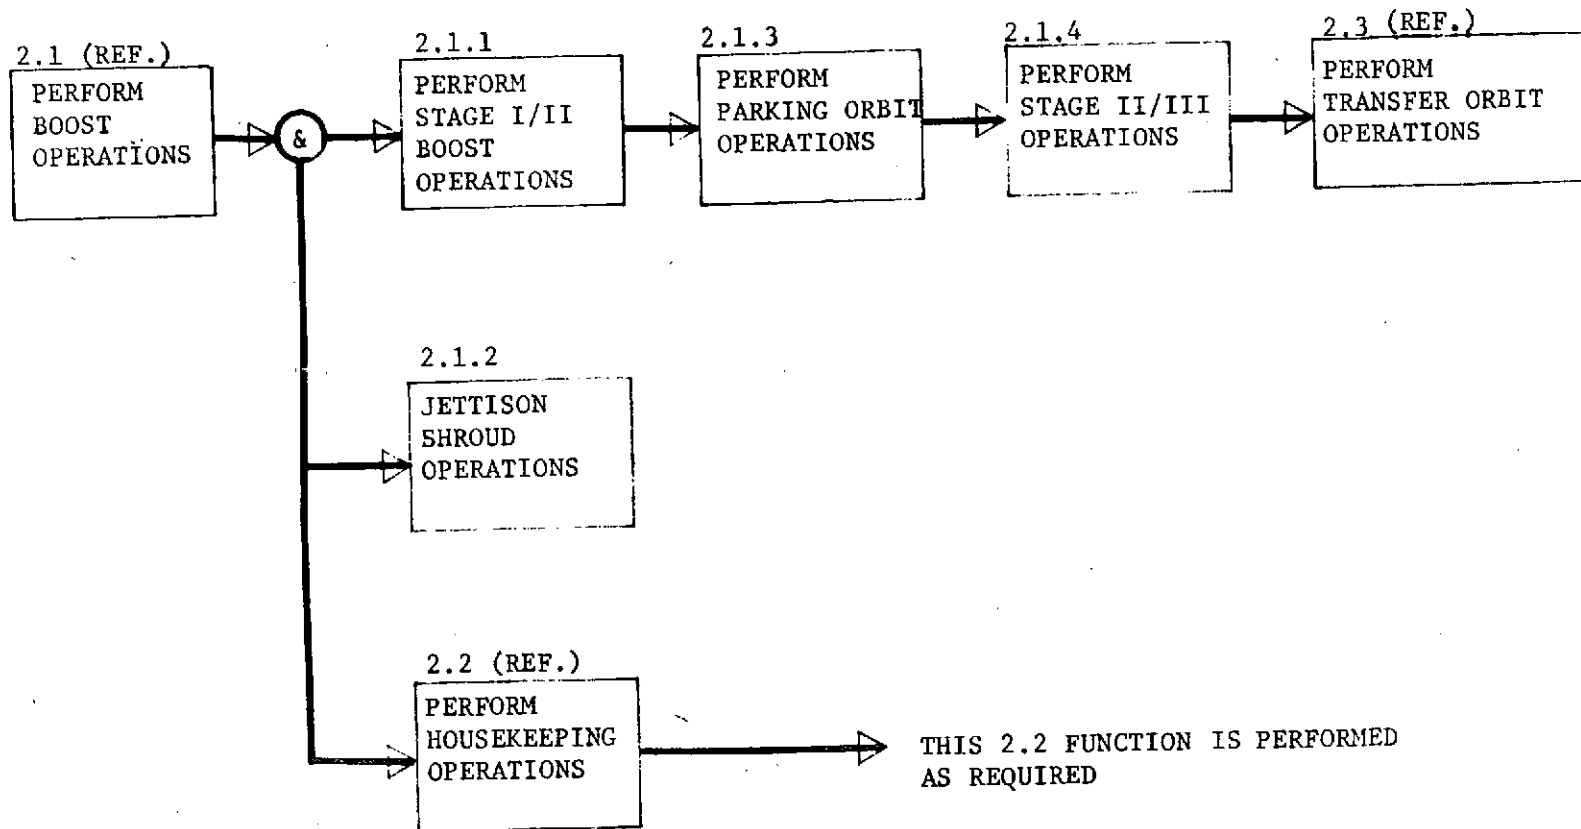 2.1 (REF.)
PERFORM
BOOST
OPERATIONS
&
2.1.1
PERFORM
STAGE I/II
BOOST
OPERATIONS
2.1.3
PERFORM
PARKING ORBIT
OPERATIONS
2.1.4
PERFORM
STAGE II/III
OPERATIONS
2.3 (REF.)
PERFORM
TRANSFER ORBIT
OPERATIONS
2.1.2
JETTISON
SHROUD
OPERATIONS
2.2 (REF.)
PERFORM
HOUSEKEEPING
OPERATIONS
THIS 2.2 FUNCTION IS PERFORMED
AS REQUIRED